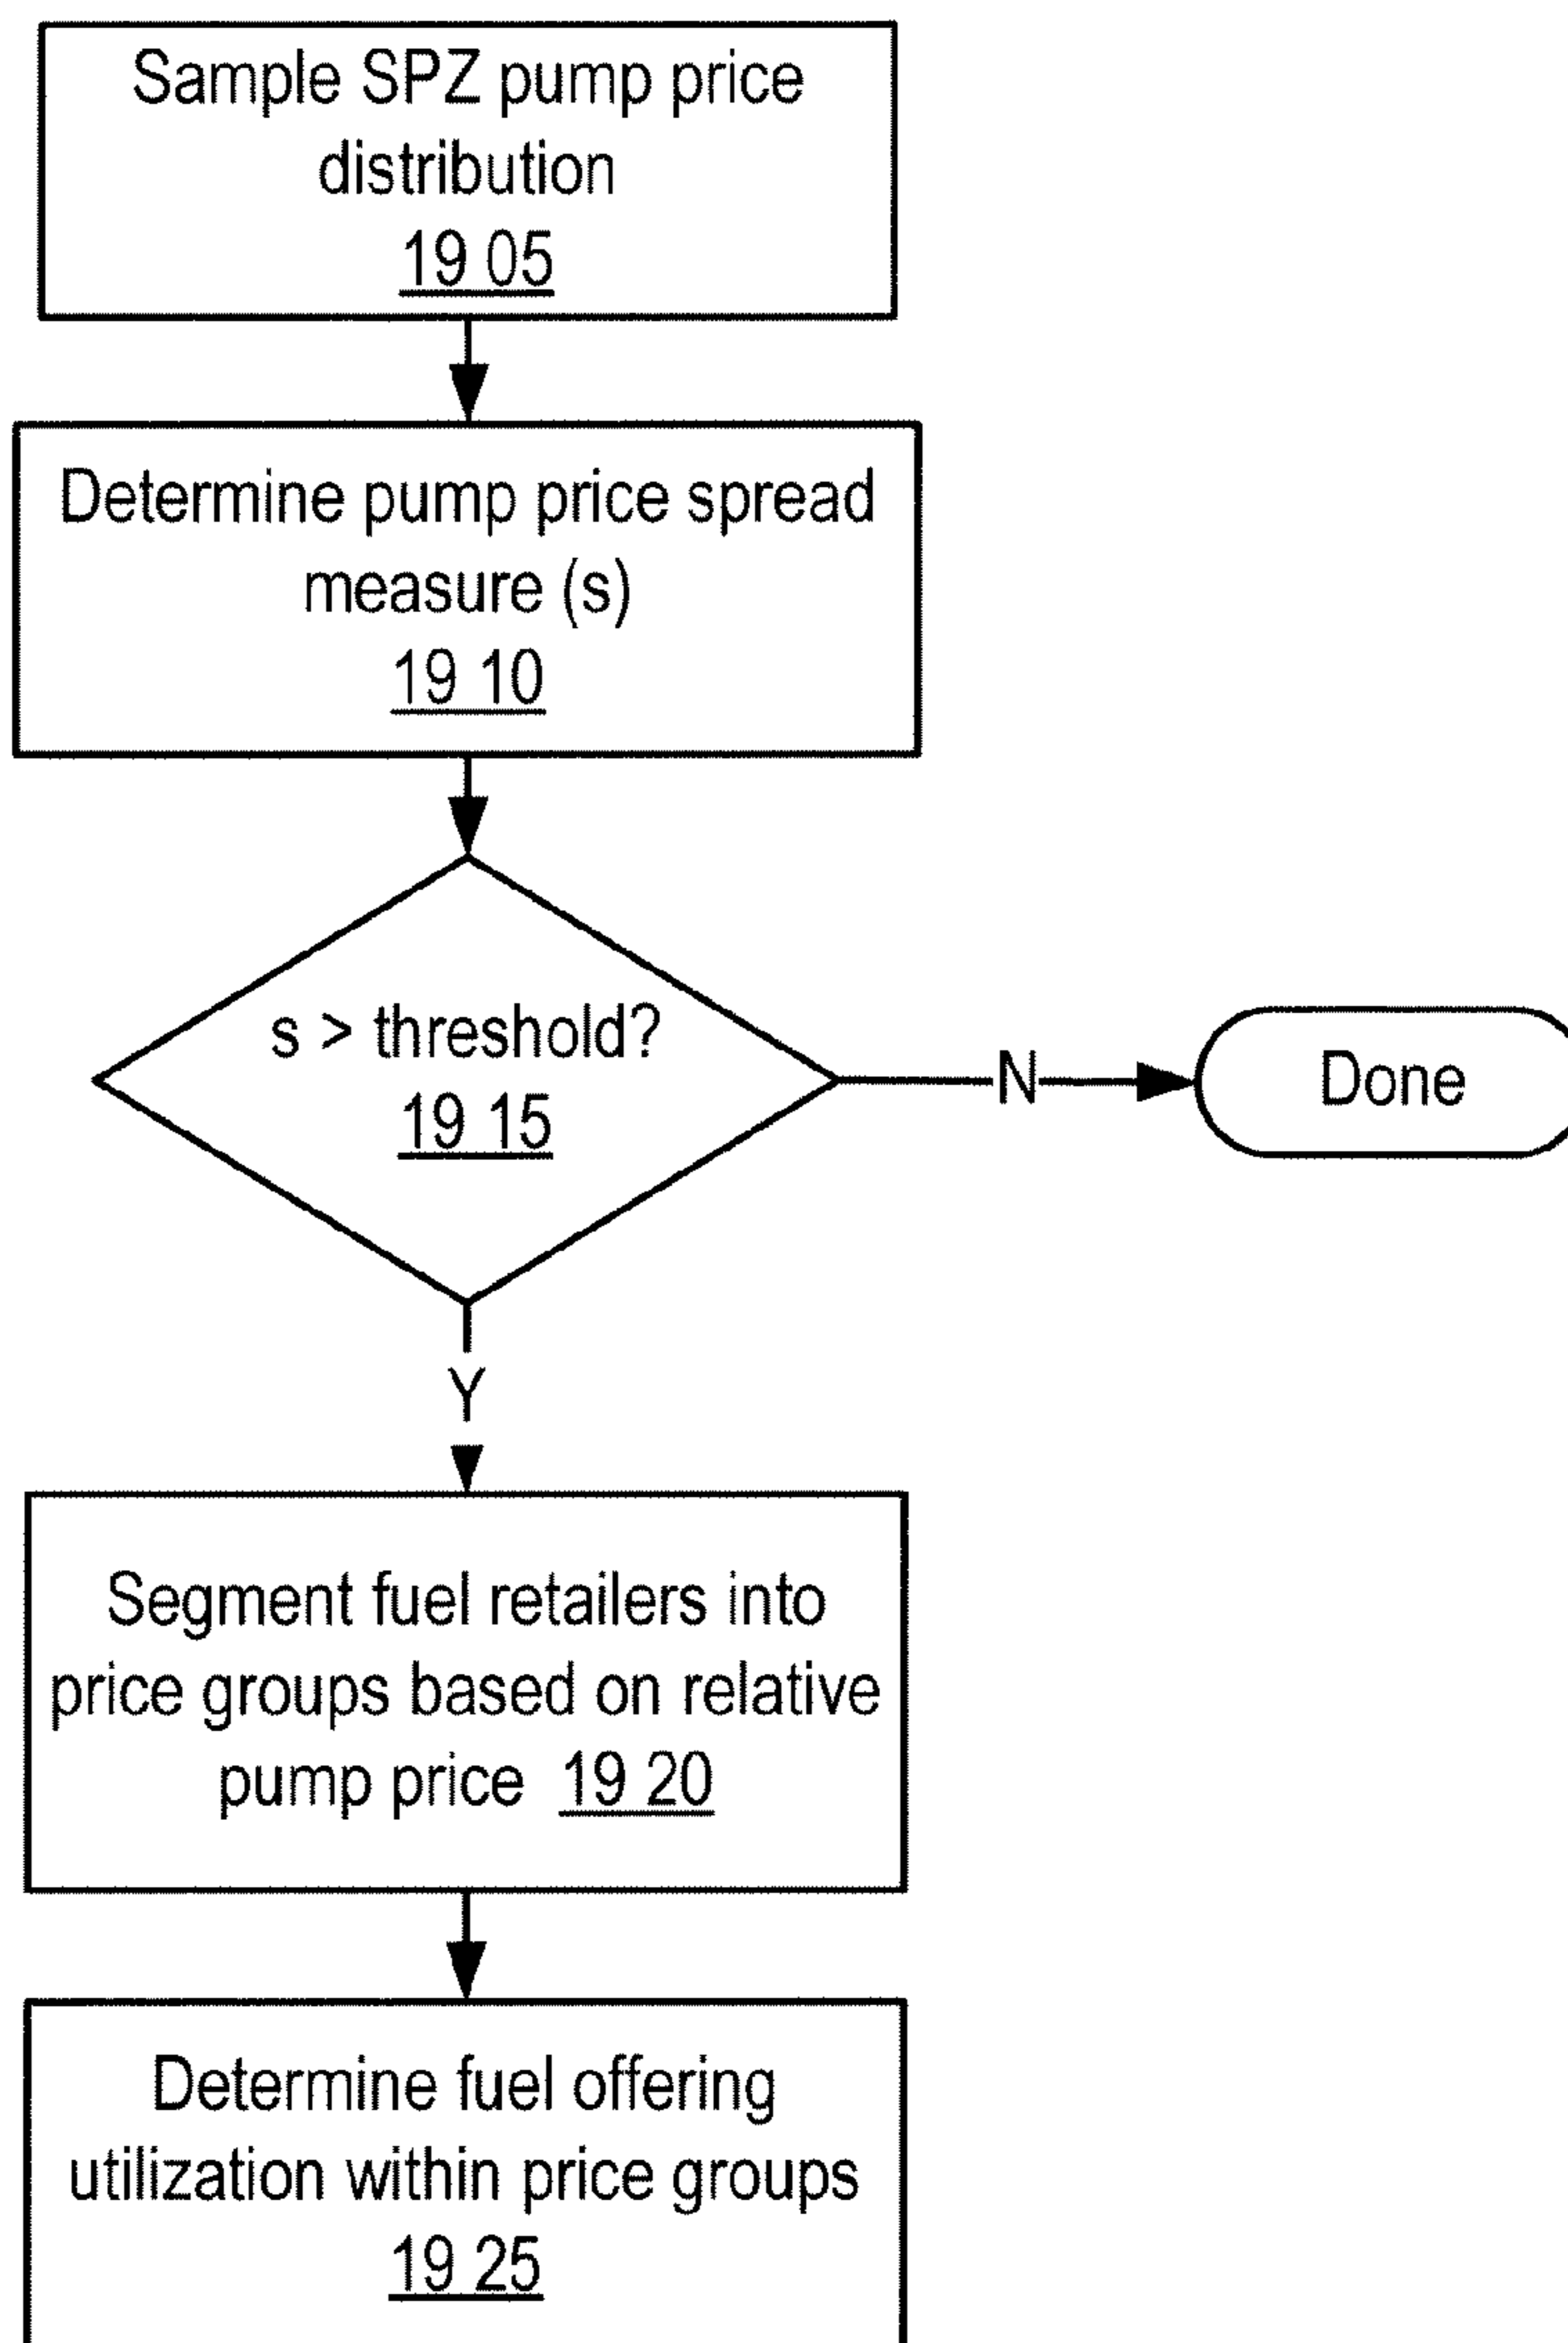 Sample SPZ pump price
distribution
19 05
Determine pump price spread
measure (s)
19 10
s > threshold?
19 15
N
Done
Y
Segment fuel retailers into
price groups based on relative
pump price 19 20
Determine fuel offering
utilization within price groups
19 25